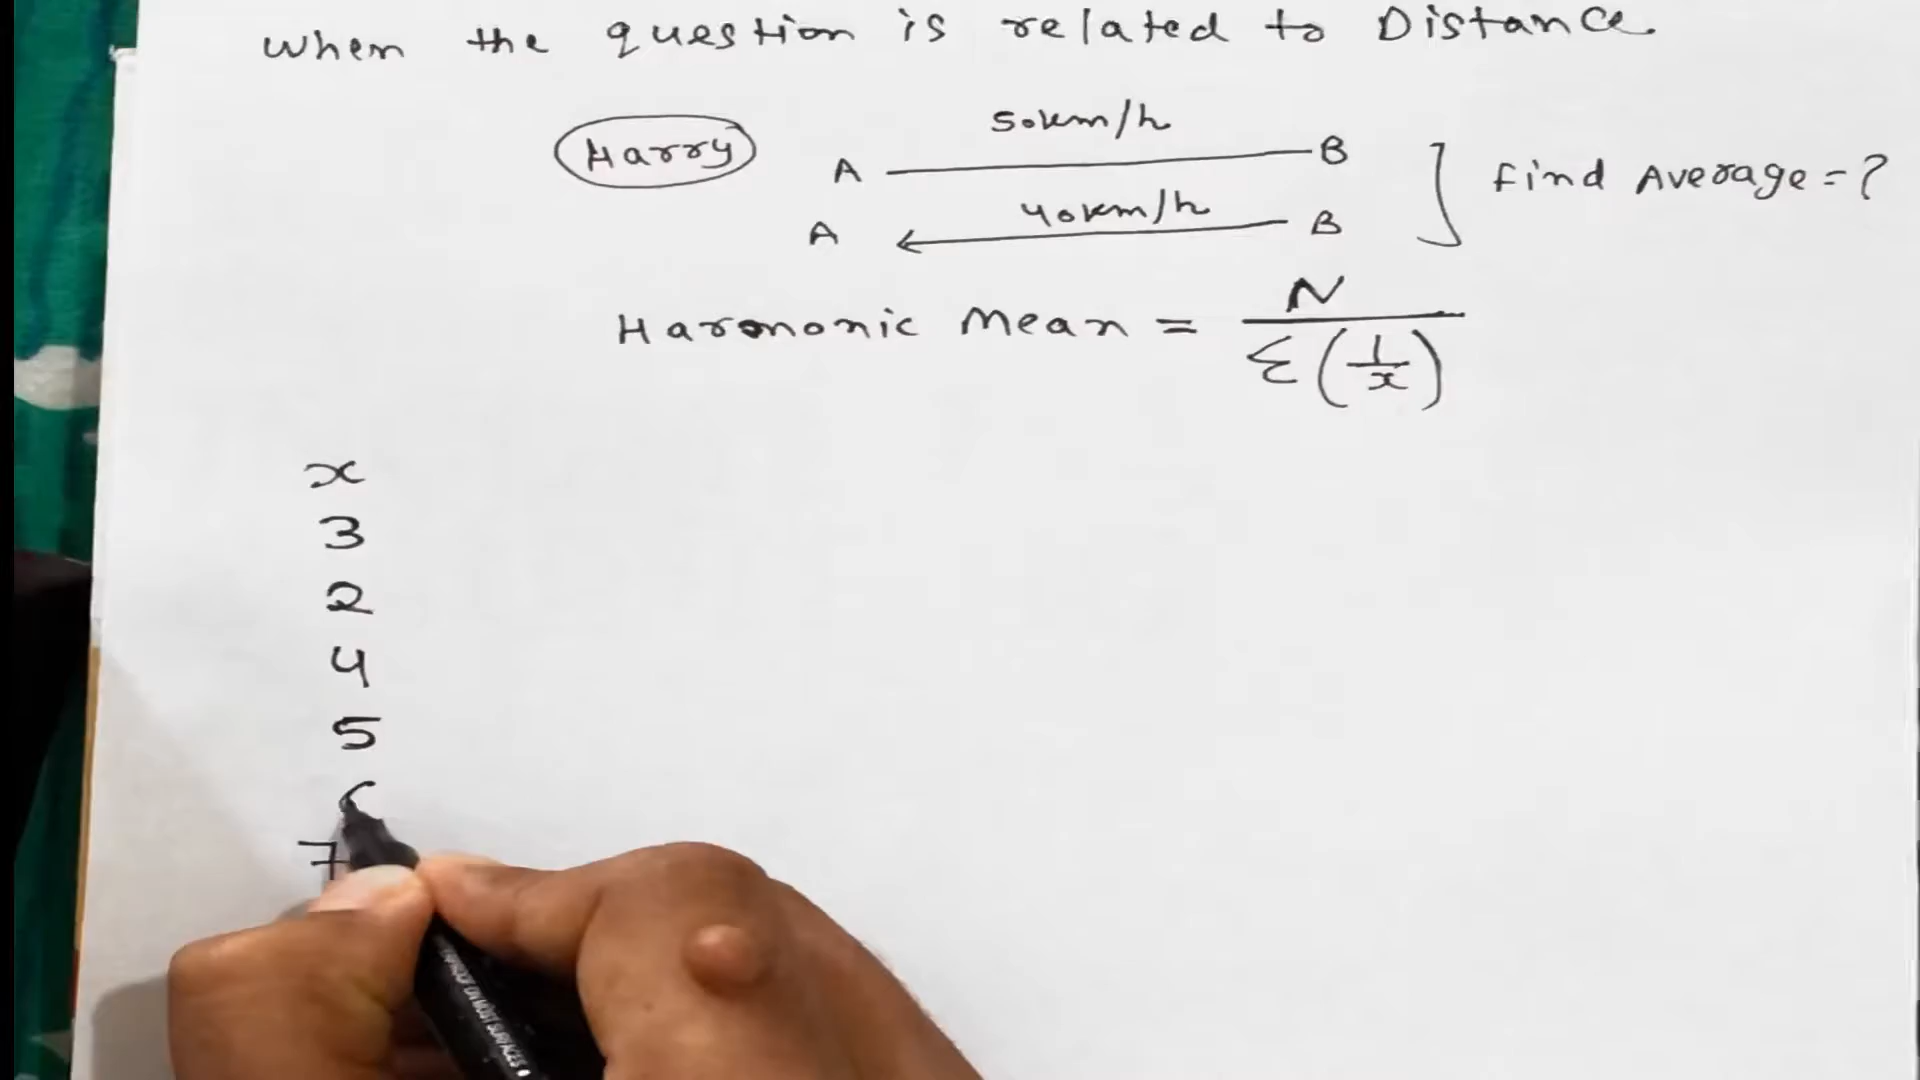 When the question is related to Distance.
Harry
50km/h
A B
40km/h
A B
find Average = ?
Harmonic Mean = N / Σ(1/x)
x
3
2
4
5
7